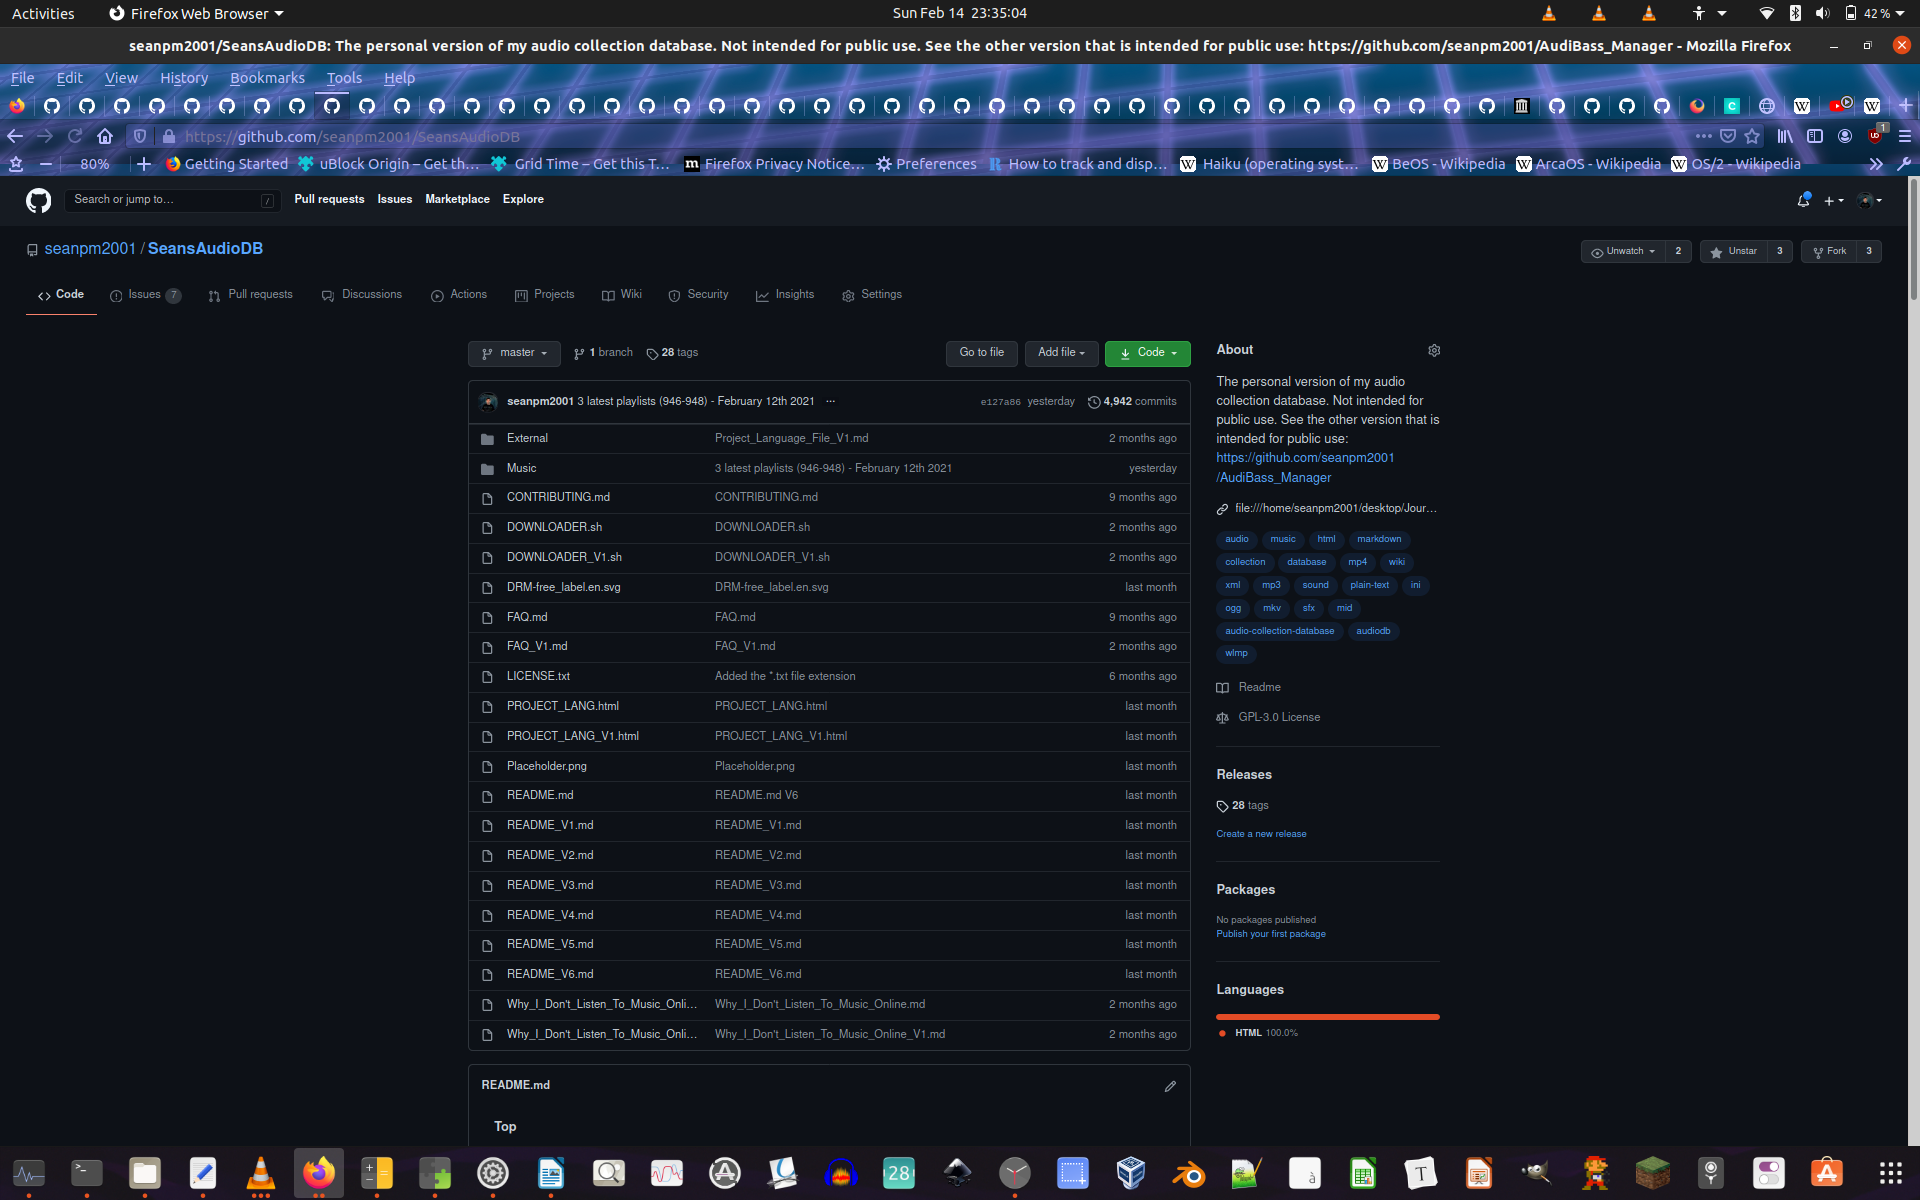 Activities Firefox Web Browser Sun Feb 14 23:35:04 42 %
seanpm2001/SeansAudioDB: The personal version of my audio collection database. Not intended for public use. See the other version that is intended for public use: https://github.com/seanpm2001/AudiBass_Manager - Mozilla Firefox
File Edit View History Bookmarks Tools Help
https://github.com/seanpm2001/SeansAudioDB 1
80% Getting Started uBlock Origin – Get th… Grid Time – Get this T… Firefox Privacy Notice… Preferences How to track and disp… Haiku (operating syst… BeOS - Wikipedia ArcaOS - Wikipedia OS/2 - Wikipedia
Search or jump to… / Pull requests Issues Marketplace Explore
seanpm2001 / SeansAudioDB Unwatch 2 Unstar 3 Fork 3
Code Issues 7 Pull requests Discussions Actions Projects Wiki Security Insights Settings
master 1 branch 28 tags Go to file Add file Code
seanpm2001 3 latest playlists (946-948) - February 12th 2021 ... e127a86 yesterday 4,942 commits
External Project_Language_File_V1.md 2 months ago
Music 3 latest playlists (946-948) - February 12th 2021 yesterday
CONTRIBUTING.md CONTRIBUTING.md 9 months ago
DOWNLOADER.sh DOWNLOADER.sh 2 months ago
DOWNLOADER_V1.sh DOWNLOADER_V1.sh 2 months ago
DRM-free_label.en.svg DRM-free_label.en.svg last month
FAQ.md FAQ.md 9 months ago
FAQ_V1.md FAQ_V1.md 2 months ago
LICENSE.txt Added the *.txt file extension 6 months ago
PROJECT_LANG.html PROJECT_LANG.html last month
PROJECT_LANG_V1.html PROJECT_LANG_V1.html last month
Placeholder.png Placeholder.png last month
README.md README.md V6 last month
README_V1.md README_V1.md last month
README_V2.md README_V2.md last month
README_V3.md README_V3.md last month
README_V4.md README_V4.md last month
README_V5.md README_V5.md last month
README_V6.md README_V6.md last month
Why_I_Don't_Listen_To_Music_Onli… Why_I_Don't_Listen_To_Music_Online.md 2 months ago
Why_I_Don't_Listen_To_Music_Onli… Why_I_Don't_Listen_To_Music_Online_V1.md 2 months ago
README.md
Top
About
The personal version of my audio
collection database. Not intended for
public use. See the other version that is
intended for public use:
https://github.com/seanpm2001
/AudiBass_Manager
file:///home/seanpm2001/desktop/Jour…
audio music html markdown
collection database mp4 wiki
xml mp3 sound plain-text ini
ogg mkv sfx mid
audio-collection-database audiodb
wlmp
Readme
GPL-3.0 License
Releases
28 tags
Create a new release
Packages
No packages published
Publish your first package
Languages
HTML 100.0%
28